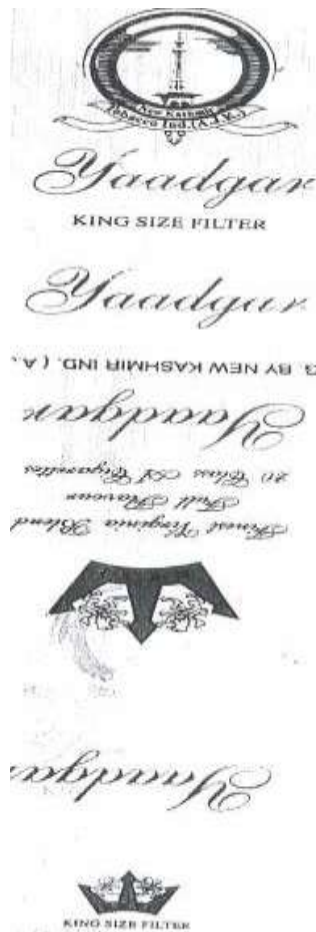 New Kashmir
Tobacco Ind.(A.J.K.)
Yaadgar
KING SIZE FILTER
Yaadgar
G. BY NEW KASHMIR IND. ( A.
Yaadgar
20 Class A Cigarettes
Full Flavour
Finest Virginia Blend
Yaadgar
KING SIZE FILTER